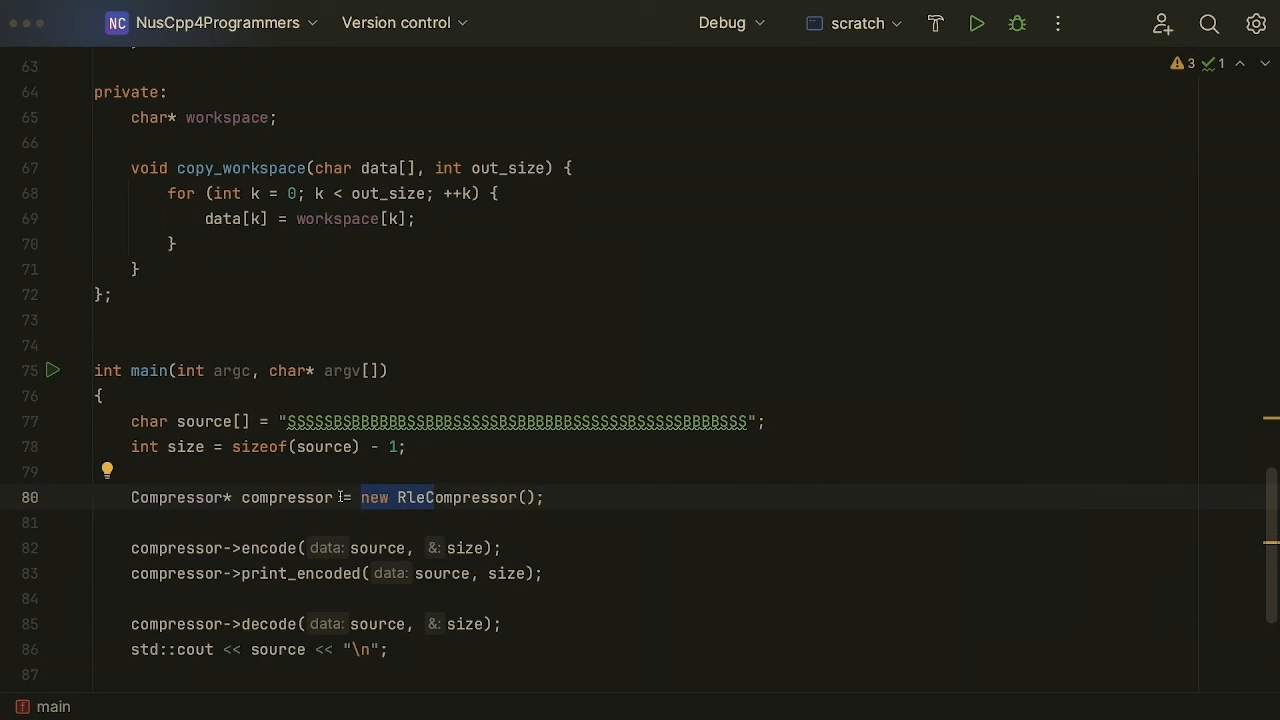 NC NusCpp4Programmers Version control Debug scratch
3 1
63
64 private:
65 char* workspace;
66
67 void copy_workspace(char data[], int out_size) {
68 for (int k = 0; k < out_size; ++k) {
69 data[k] = workspace[k];
70 }
71 }
72 };
73
74
75 int main(int argc, char* argv[])
76 {
77 char source[] = "SSSSSBSBBBBBBSSBBBSSSSSBSBBBBBBSSSSSSBSSSSSBBBBSSS";
78 int size = sizeof(source) - 1;
79
80 Compressor* compressor = new RleCompressor();
81
82 compressor->encode(data: source, &: size);
83 compressor->print_encoded(data: source, size);
84
85 compressor->decode(data: source, &: size);
86 std::cout << source << "\n";
87
f main